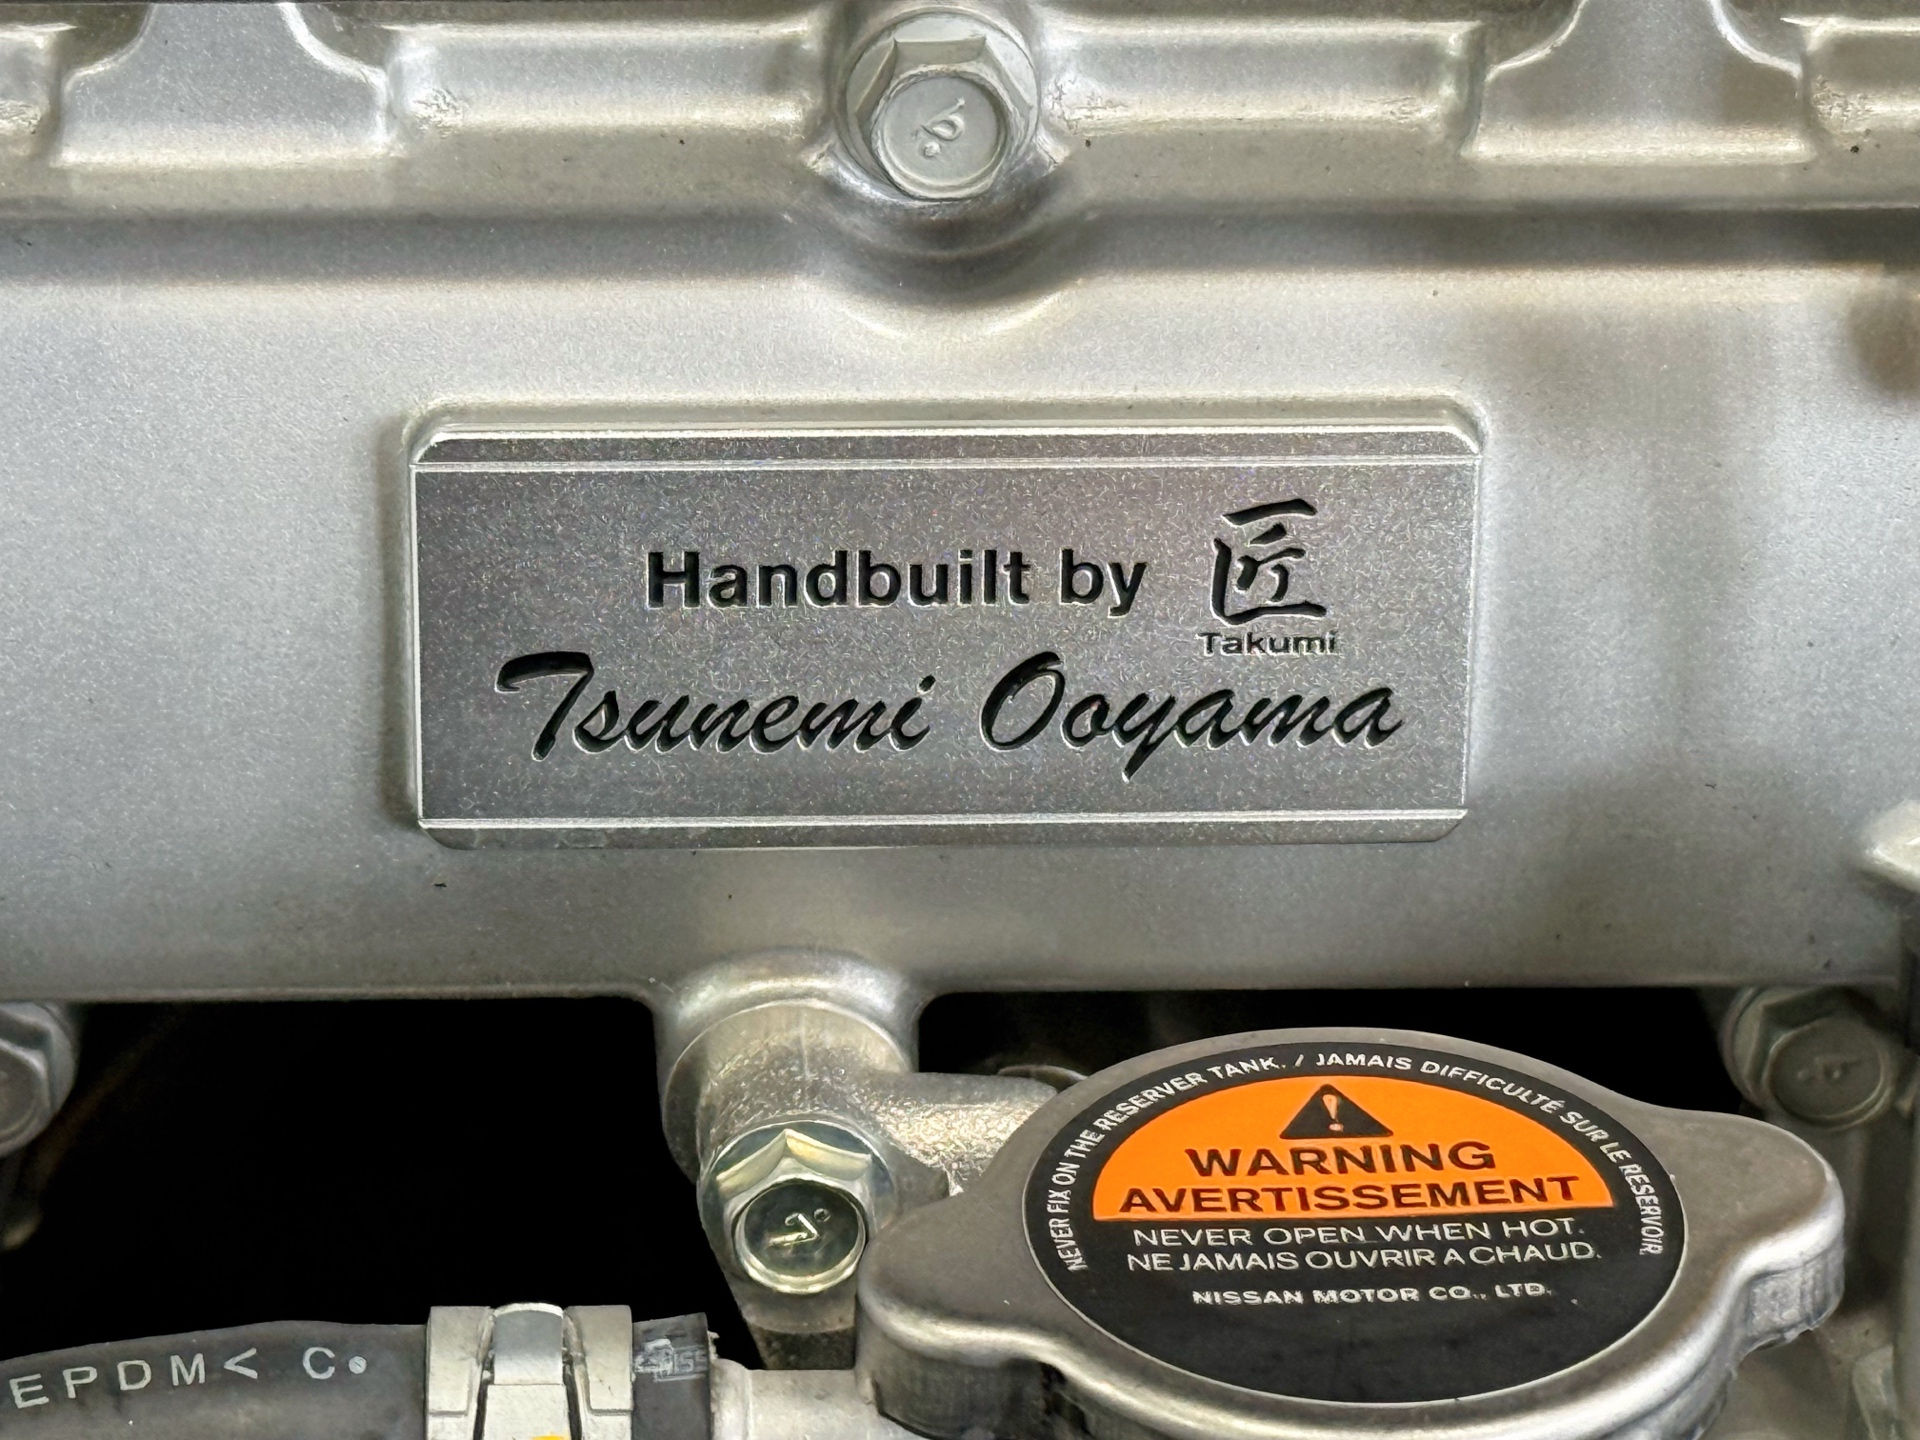 Handbuilt by 匠
Takumi
Tsunemi Ooyama
NEVER FIX ON THE RESERVER TANK. / JAMAIS DIFFICULTÉ SUR LE RESERVOIR
WARNING
AVERTISSEMENT
NEVER OPEN WHEN HOT.
NE JAMAIS OUVRIR A CHAUD.
NISSAN MOTOR CO., LTD.
EPDM< C